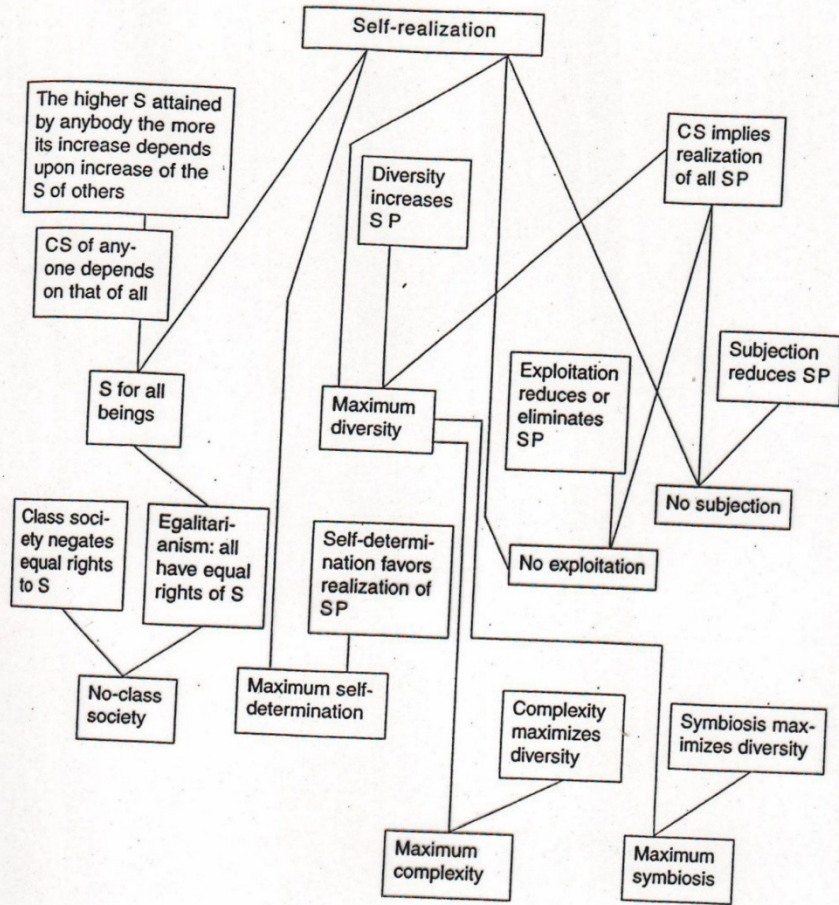 Self-realization
The higher S attained
by anybody the more
its increase depends
upon increase of the
S of others
CS implies
realization
of all SP
Diversity
increases
S P
CS of any-
one depends
on that of all
Subjection
reduces SP
Exploitation
reduces or
eliminates
SP
S for all
beings
Maximum
diversity
No subjection
Class soci-
ety negates
equal rights
to S
Egalitari-
anism: all
have equal
rights of S
Self-determi-
nation favors
realization of
SP
No exploitation
No-class
society
Maximum self-
determination
Complexity
maximizes
diversity
Symbiosis max-
imizes diversity
Maximum
complexity
Maximum
symbiosis